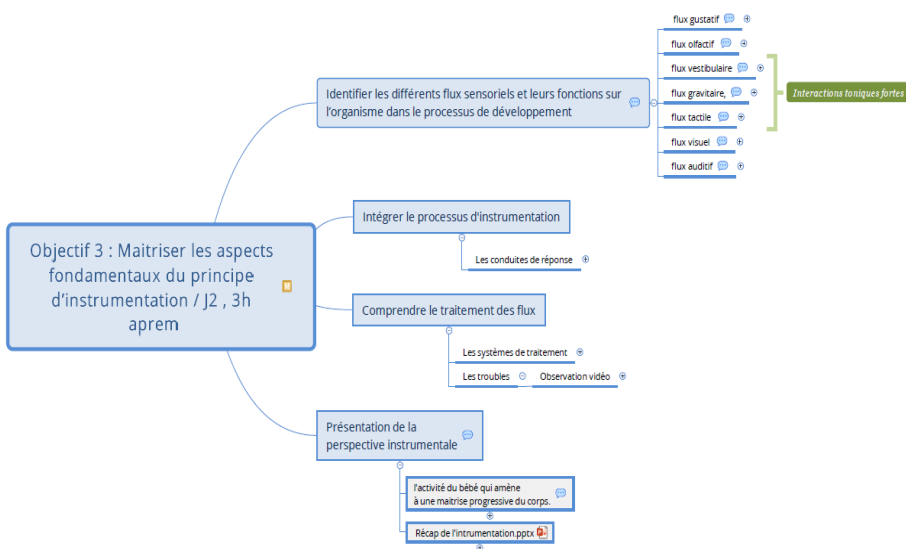 flux gustatif
flux olfactif
flux vestibulaire
flux gravitaire,
flux tactile
flux visuel
flux auditif
Interactions toniques fortes
Identifier les différents flux sensoriels et leurs fonctions sur
l'organisme dans le processus de développement
Objectif 3 : Maitriser les aspects
fondamentaux du principe
d'instrumentation / J2 , 3h
aprem
Intégrer le processus d'instrumentation
Les conduites de réponse
Comprendre le traitement des flux
Les systèmes de traitement
Les troubles
Observation vidéo
Présentation de la
perspective instrumentale
l'activité du bébé qui amène
à une maitrise progressive du corps.
Récap de l'intrumentation.pptx